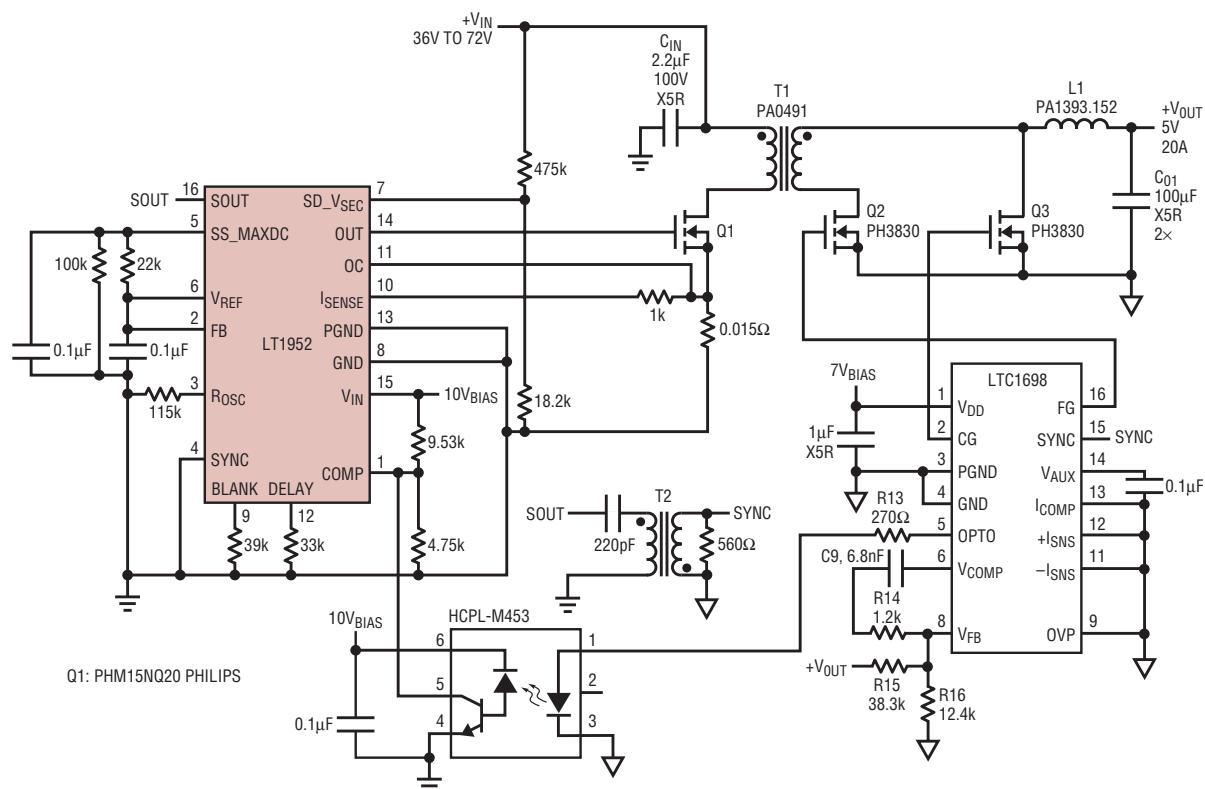 +VIN
36V TO 72V
CIN
2.2µF
100V
X5R
T1
PA0491
L1
PA1393.152
+VOUT
5V
20A
CO1
100µF
X5R
2×
475k
SOUT
16
SOUT
SD_VSEC
7
5
SS_MAXDC
OUT
14
Q1
Q2
PH3830
Q3
PH3830
100k
22k
OC
11
6
VREF
ISENSE
10
1k
0.015Ω
2
FB
PGND
13
0.1µF
0.1µF
LT1952
GND
8
115k
3
ROSC
VIN
15
10VBIAS
18.2k
9.53k
4
SYNC
COMP
1
BLANK
DELAY
9
12
39k
33k
4.75k
7VBIAS
LTC1698
1
VDD
FG
16
1µF
X5R
2
CG
SYNC
15
SYNC
3
PGND
VAUX
14
0.1µF
4
GND
ICOMP
13
R13
270Ω
5
OPTO
+ISNS
12
C9, 6.8nF
6
VCOMP
–ISNS
11
R14
1.2k
8
VFB
OVP
9
+VOUT
R15
38.3k
R16
12.4k
T2
SOUT
220pF
SYNC
560Ω
10VBIAS
HCPL-M453
6
1
5
2
4
3
0.1µF
Q1: PHM15NQ20 PHILIPS